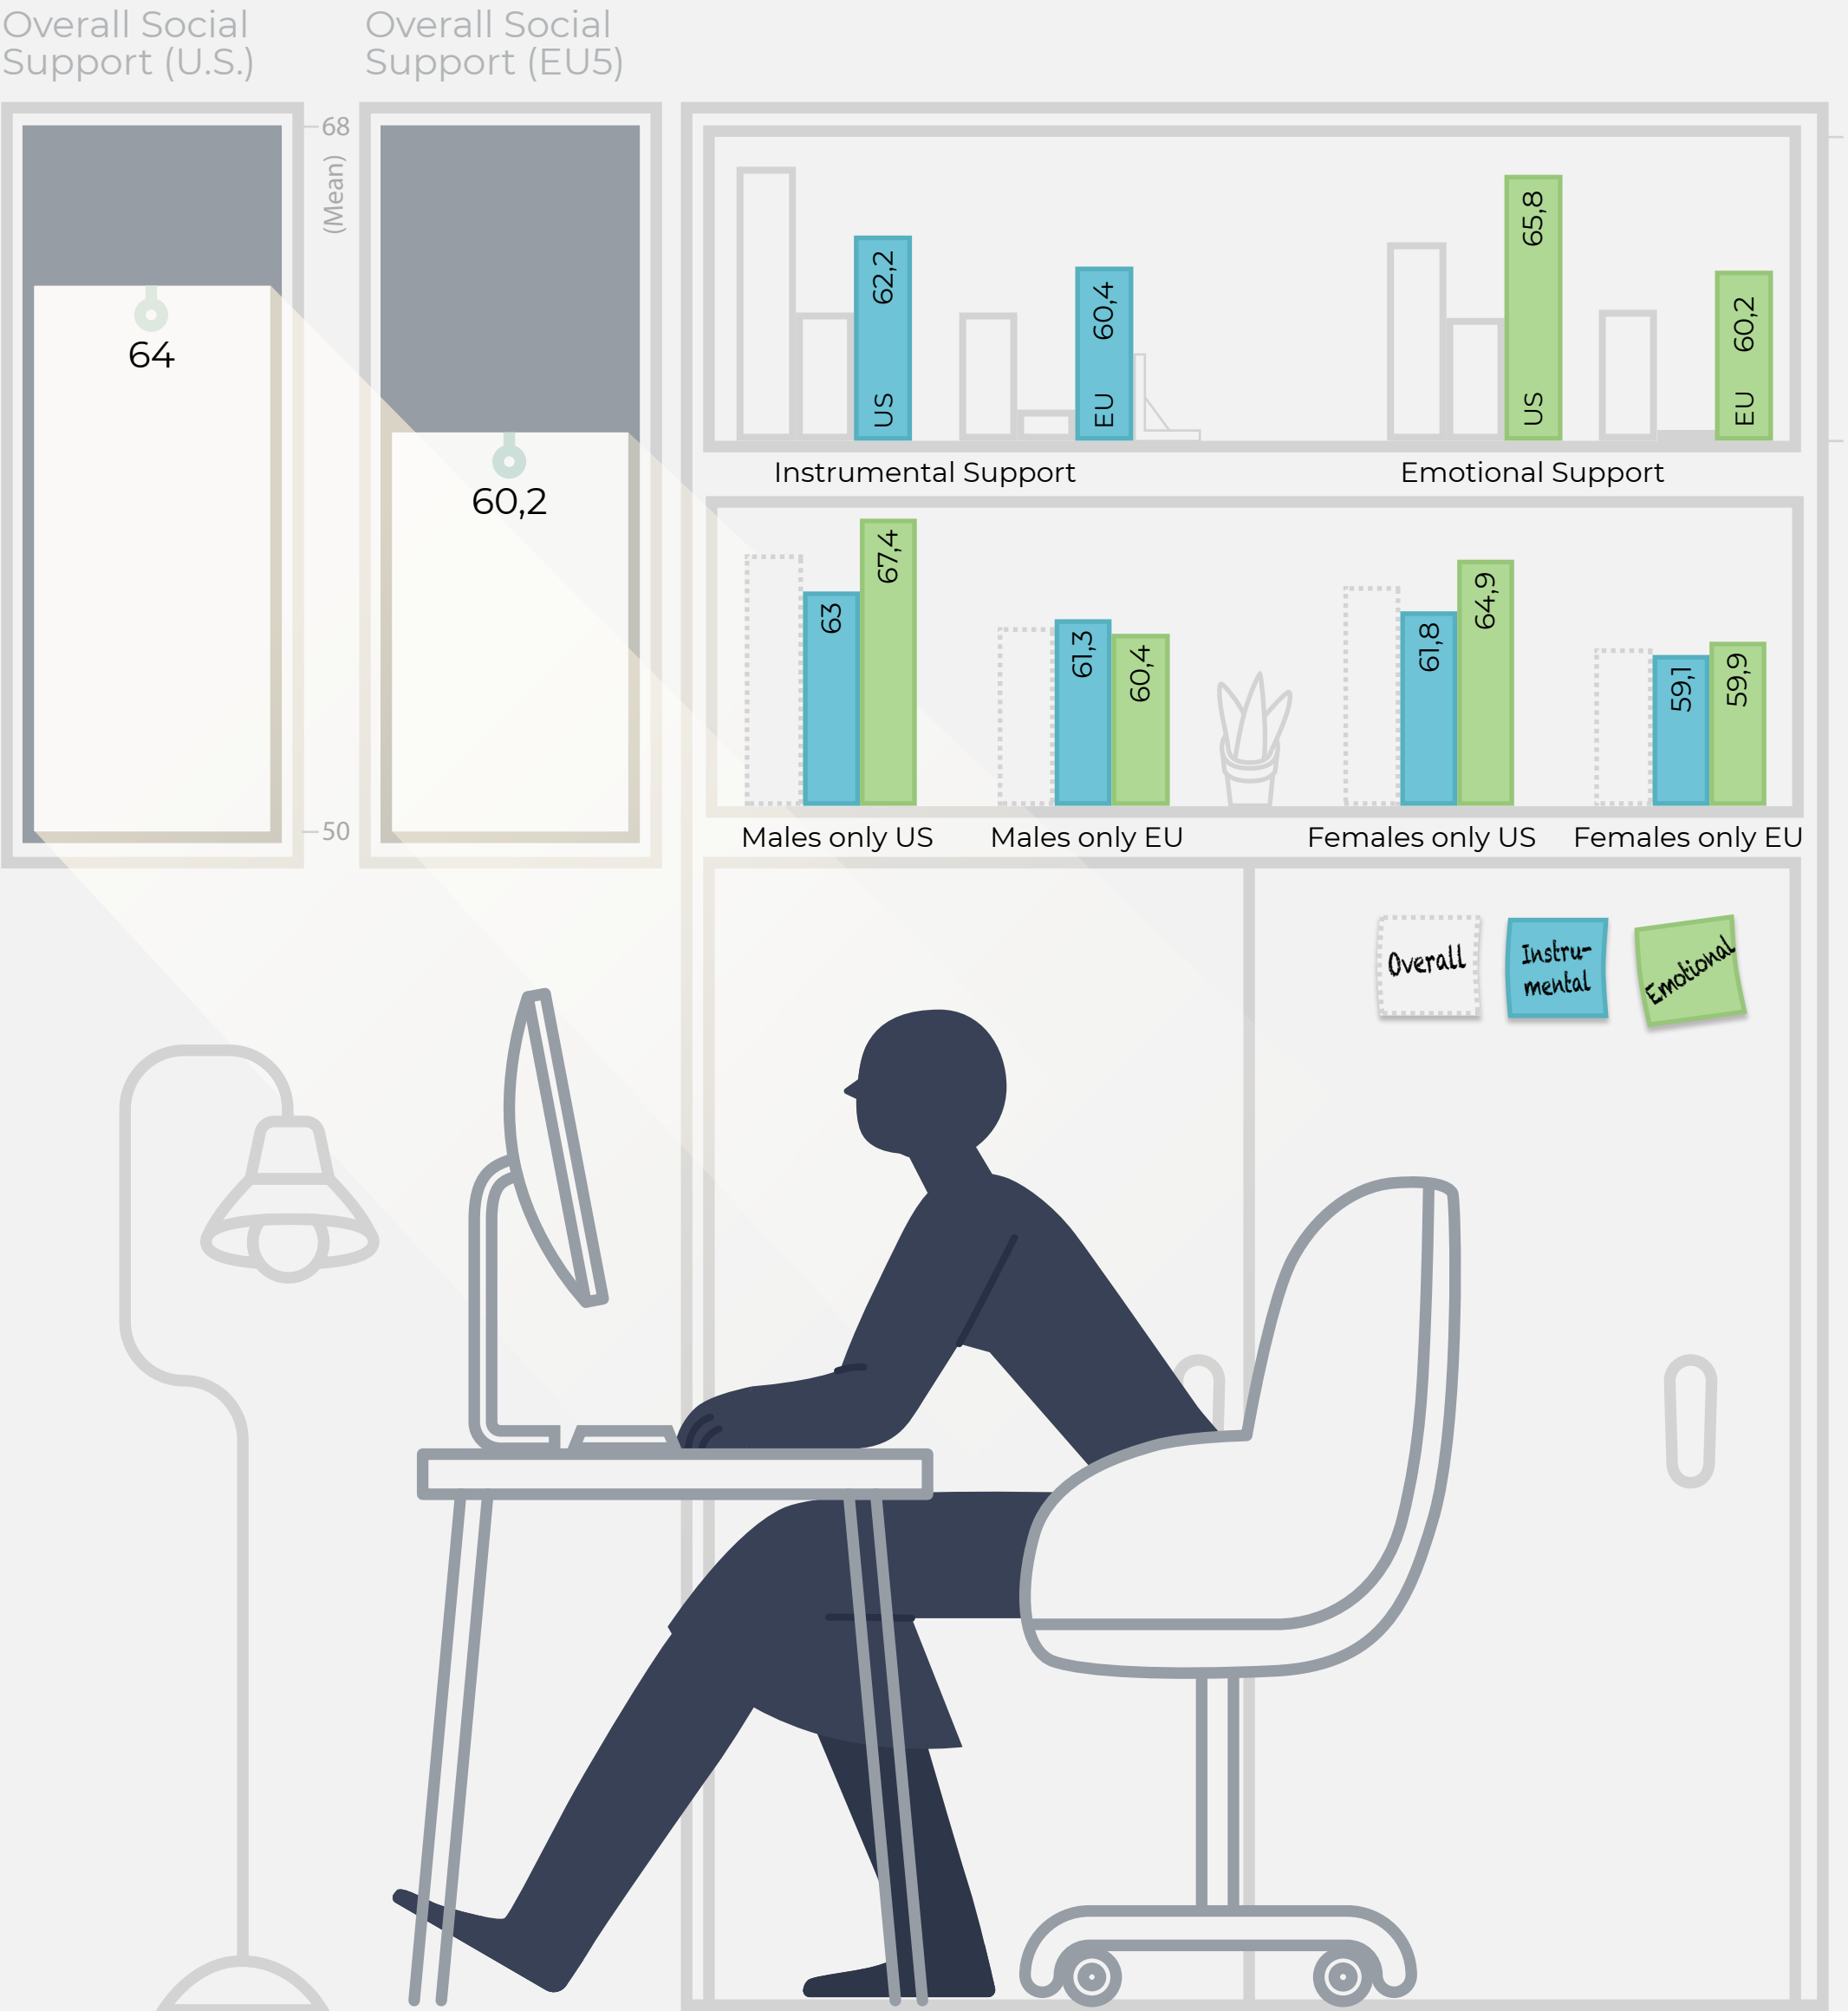 Overall Social
Support (U.S.)
Overall Social
Support (EU5)
68
(Mean)
50
64
60,2
62,2
US
60,4
EU
65,8
US
60,2
EU
Instrumental Support
Emotional Support
63
67,4
61,3
60,4
61,8
64,9
59,1
59,9
Males only US
Males only EU
Females only US
Females only EU
Overall
Instru-
mental
Emotional